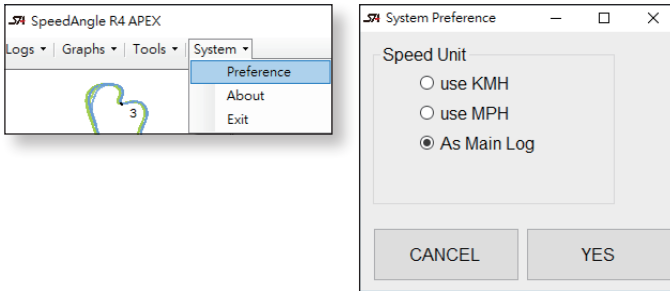 SpeedAngle R4 APEX
Logs Graphs Tools System
Preference
About
Exit
3
System Preference
Speed Unit
use KMH
use MPH
As Main Log
CANCEL YES